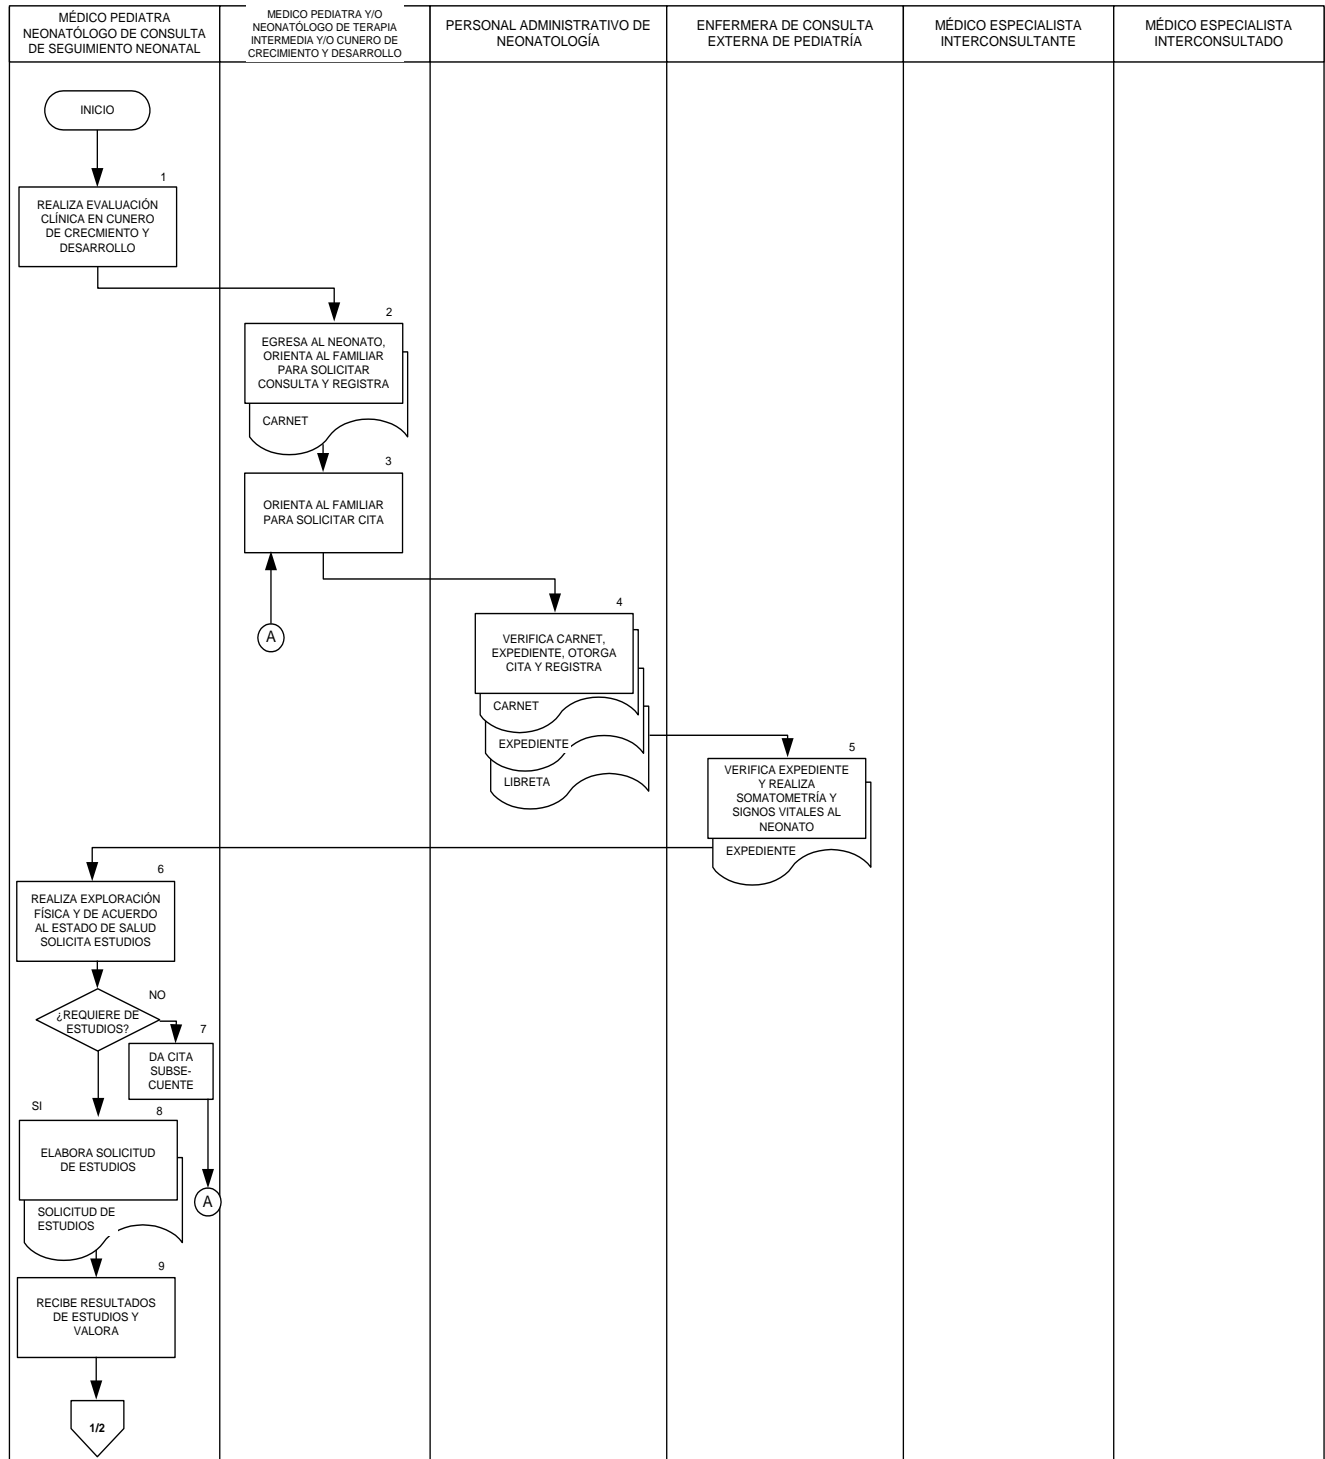 MÉDICO PEDIATRA
NEONATÓLOGO DE CONSULTA
DE SEGUIMIENTO NEONATAL
MEDICO PEDIATRA Y/O
NEONATÓLOGO DE TERAPIA
INTERMEDIA Y/O CUNERO DE
CRECIMIENTO Y DESARROLLO
PERSONAL ADMINISTRATIVO DE
NEONATOLOGÍA
ENFERMERA DE CONSULTA
EXTERNA DE PEDIATRÍA
MÉDICO ESPECIALISTA
INTERCONSULTANTE
MÉDICO ESPECIALISTA
INTERCONSULTADO
INICIO
1
REALIZA EVALUACIÓN
CLÍNICA EN CUNERO
DE CRECMIENTO Y
DESARROLLO
2
EGRESA AL NEONATO,
ORIENTA AL FAMILIAR
PARA SOLICITAR
CONSULTA Y REGISTRA
CARNET
3
ORIENTA AL FAMILIAR
PARA SOLICITAR CITA
A
4
VERIFICA CARNET,
EXPEDIENTE, OTORGA
CITA Y REGISTRA
CARNET
EXPEDIENTE
LIBRETA
5
VERIFICA EXPEDIENTE
Y REALIZA
SOMATOMETRÍA Y
SIGNOS VITALES AL
NEONATO
EXPEDIENTE
6
REALIZA EXPLORACIÓN
FÍSICA Y DE ACUERDO
AL ESTADO DE SALUD
SOLICITA ESTUDIOS
NO
¿REQUIERE DE
ESTUDIOS?
7
DA CITA
SUBSE-
CUENTE
A
SI
8
ELABORA SOLICITUD
DE ESTUDIOS
SOLICITUD DE
ESTUDIOS
9
RECIBE RESULTADOS
DE ESTUDIOS Y
VALORA
1/2